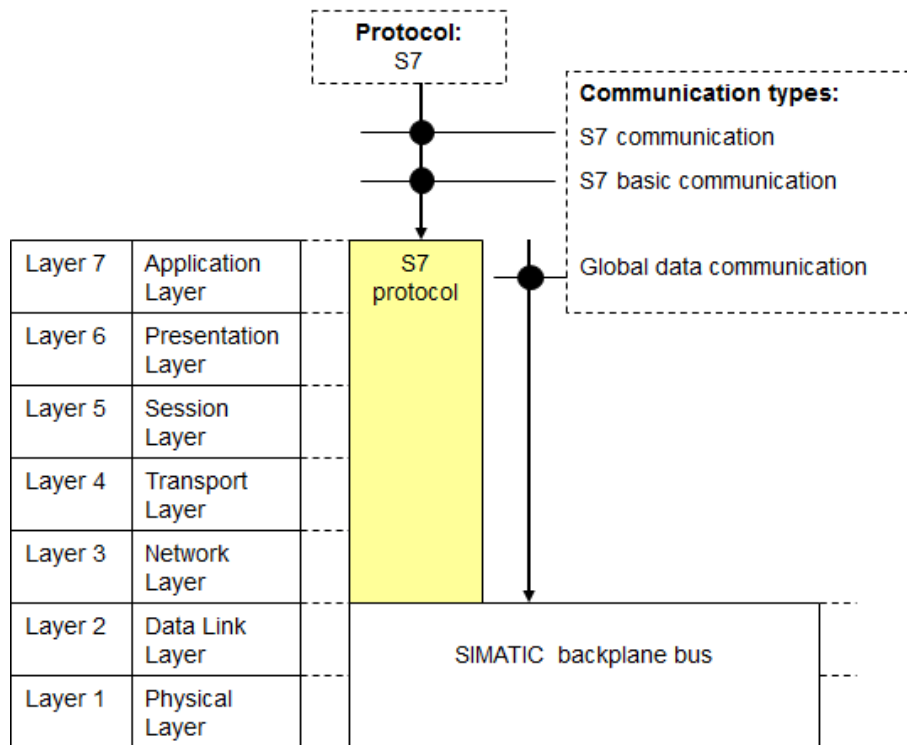 Protocol:
S7
Communication types:
S7 communication
S7 basic communication
Global data communication
Layer 7 Application
Layer
S7
protocol
Layer 6 Presentation
Layer
Layer 5 Session
Layer
Layer 4 Transport
Layer
Layer 3 Network
Layer
Layer 2 Data Link
Layer
SIMATIC backplane bus
Layer 1 Physical
Layer